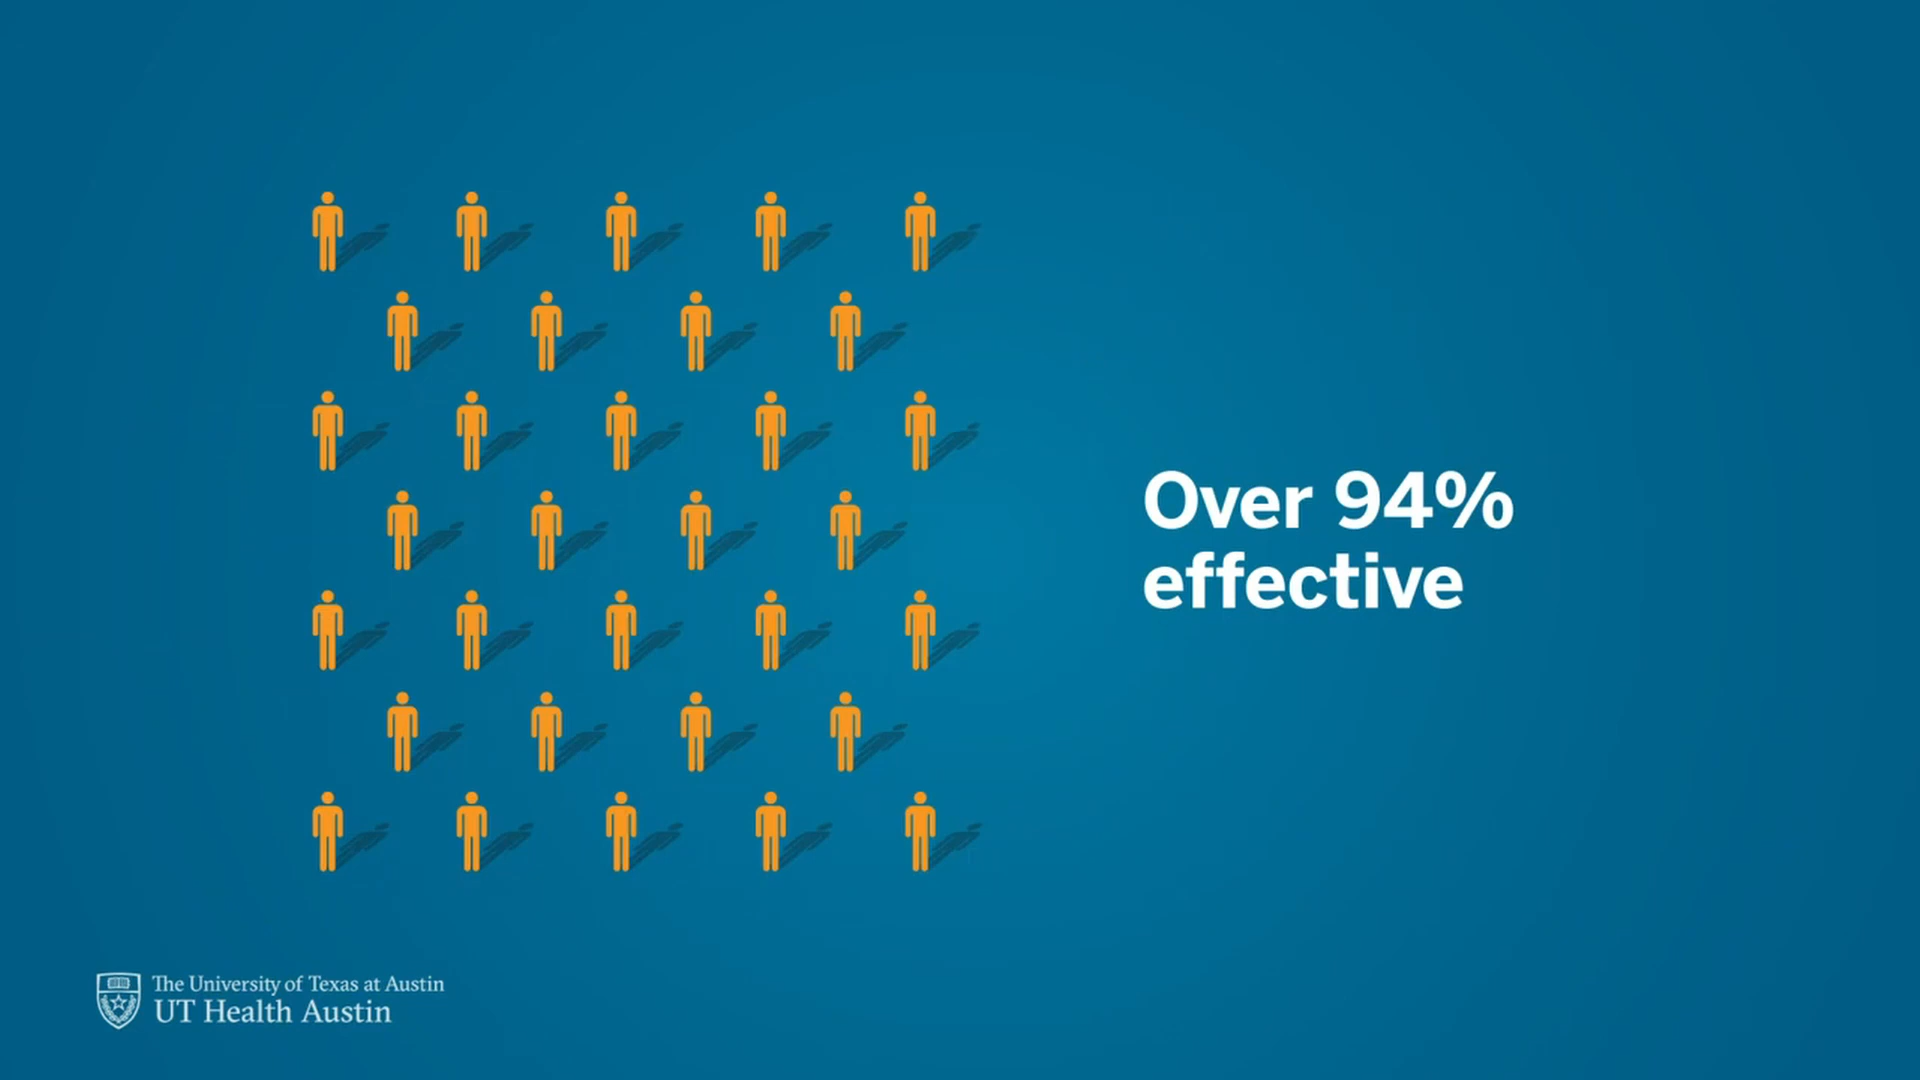 Over 94%
effective
The University of Texas at Austin
UT Health Austin